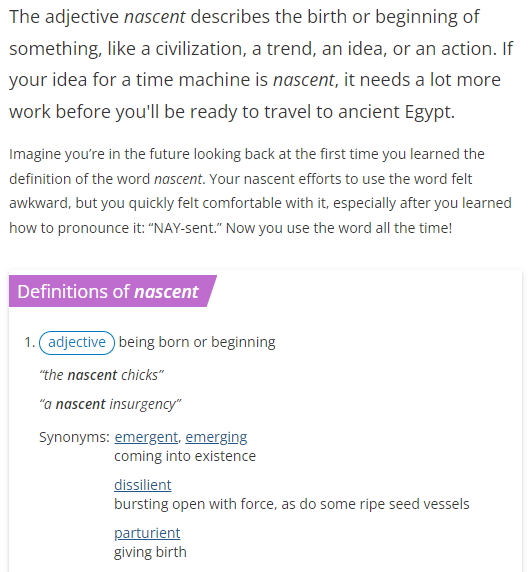 The adjective nascent describes the birth or beginning of
something, like a civilization, a trend, an idea, or an action. If
your idea for a time machine is nascent, it needs a lot more
work before you'll be ready to travel to ancient Egypt.
Imagine you’re in the future looking back at the first time you learned the
definition of the word nascent. Your nascent efforts to use the word felt
awkward, but you quickly felt comfortable with it, especially after you learned
how to pronounce it: “NAY-sent.” Now you use the word all the time!
Definitions of nascent
1. adjective being born or beginning
“the nascent chicks”
“a nascent insurgency”
Synonyms: emergent, emerging
coming into existence
dissilient
bursting open with force, as do some ripe seed vessels
parturient
giving birth